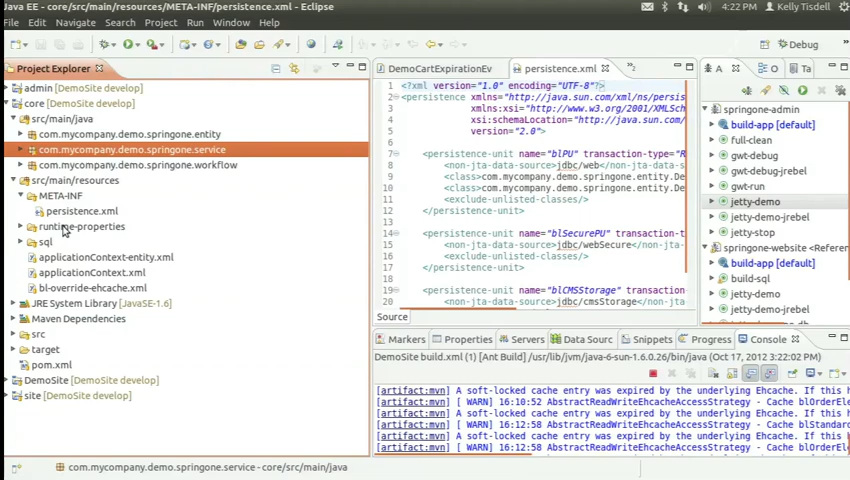 Java EE - core/src/main/resources/META-INF/persistence.xml - Eclipse
4:22 PM
Kelly Tisdell
File Edit Navigate Search Project Run Window Help
Debug
Project Explorer
admin [DemoSite develop]
core [DemoSite develop]
src/main/java
com.mycompany.demo.springone.entity
com.mycompany.demo.springone.service
com.mycompany.demo.springone.workflow
src/main/resources
META-INF
persistence.xml
runtime-properties
sql
applicationContext-entity.xml
applicationContext.xml
bl-override-ehcache.xml
JRE System Library [JavaSE-1.6]
Maven Dependencies
src
target
pom.xml
DemoSite [DemoSite develop]
site [DemoSite develop]
DemoCartExpirationEv
persistence.xml
1 <?xml version="1.0" encoding="UTF-8"?>
2 <persistence xmlns="http://java.sun.com/xml/ns/persis
3 xmlns:xsi="http://www.w3.org/2001/XMLSch
4 xsi:schemaLocation="http://java.sun.com/
5 version="2.0">
6
7 <persistence-unit name="blPU" transaction-type="R
8 <non-jta-data-source>jdbc/web</non-jta-data-s
9 <class>com.mycompany.demo.springone.entity.De
10 <class>com.mycompany.demo.springone.entity.De
11 <exclude-unlisted-classes/>
12 </persistence-unit>
13
14 <persistence-unit name="blSecurePU" transaction-t
15 <non-jta-data-source>jdbc/webSecure</non-jta-
16 <exclude-unlisted-classes/>
17 </persistence-unit>
18
19 <persistence-unit name="blCMSStorage" transaction
20 <non-jta-data-source>jdbc/cmsStorage</non-jta
Source
A O Ta
springone-admin
build-app [default]
full-clean
gwt-debug
gwt-debug-jrebel
gwt-run
jetty-demo
jetty-demo-jrebel
jetty-stop
springone-website <Referen
build-app [default]
build-sql
jetty-demo
jetty-demo-jrebel
Markers Properties Servers Data Sourc Snippets Progress Console
DemoSite build.xml [Ant Build] /usr/lib/jvm/java-6-sun-1.6.0.26/bin/java (Oct 17, 2012 3:22:02 PM)
[artifact:mvn] A soft-locked cache entry was expired by the underlying Ehcache. If this h
[artifact:mvn] [ WARN] 16:10:52 AbstractReadWriteEhcacheAccessStrategy - Cache blOrderEle
[artifact:mvn] A soft-locked cache entry was expired by the underlying Ehcache. If this h
[artifact:mvn] [ WARN] 16:12:58 AbstractReadWriteEhcacheAccessStrategy - Cache blStandar
[artifact:mvn] A soft-locked cache entry was expired by the underlying Ehcache. If this h
[artifact:mvn] [ WARN] 16:12:58 AbstractReadWriteEhcacheAccessStrategy - Cache blOrderEl
com.mycompany.demo.springone.service - core/src/main/java